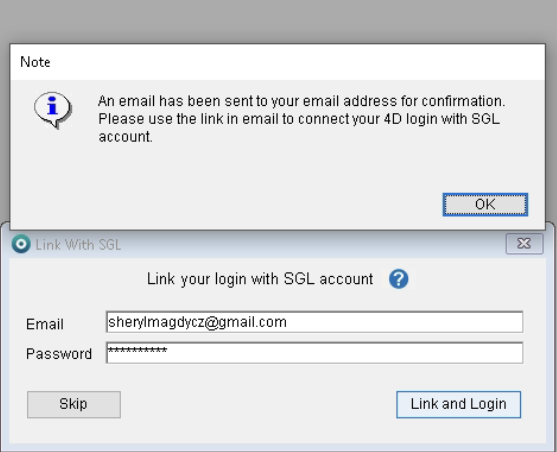 Note
An email has been sent to your email address for confirmation.
Please use the link in email to connect your 4D login with SGL
account.
OK
Link With SGL
Link your login with SGL account ?
Email
sherylmagdycz@gmail.com
Password
**********
Skip
Link and Login